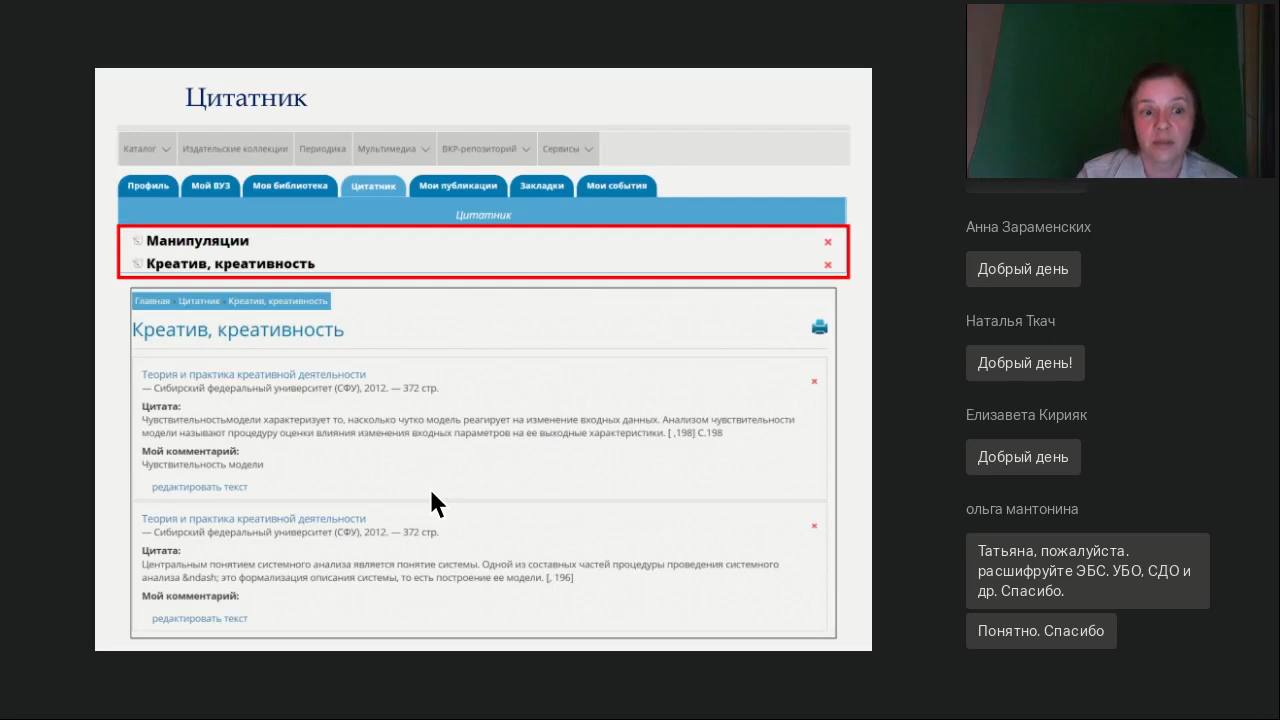 Цитатник
Каталог
Издательские коллекции
Периодика
Мультимедиа
ВКР-репозиторий
Сервисы
Профиль
Мой ВУЗ
Моя библиотека
Цитатник
Мои публикации
Закладки
Мои события
Цитатник
Манипуляции
Креатив, креативность
Главная Цитатник Креатив, креативность
Креатив, креативность
Теория и практика креативной деятельности
— Сибирский федеральный университет (СФУ), 2012. — 372 стр.
Цитата:
Чувствительностьмодели характеризует то, насколько чутко модель реагирует на изменение входных данных. Анализом чувствительности
модели называют процедуру оценки влияния изменения входных параметров на ее выходные характеристики. [ ,198] С.198
Мой комментарий:
Чувствительность модели
редактировать текст
Теория и практика креативной деятельности
— Сибирский федеральный университет (СФУ), 2012. — 372 стр.
Цитата:
Центральным понятием системного анализа является понятие системы. Одной из составных частей процедуры проведения системного
анализа &ndash; это формализация описания системы, то есть построение ее модели. [, 196]
Мой комментарий:
редактировать текст
Анна Зараменских
Добрый день
Наталья Ткач
Добрый день!
Елизавета Кирияк
Добрый день
ольга мантонина
Татьяна, пожалуйста.
расшифруйте ЭБС. УБО, СДО и
др. Спасибо.
Понятно. Спасибо